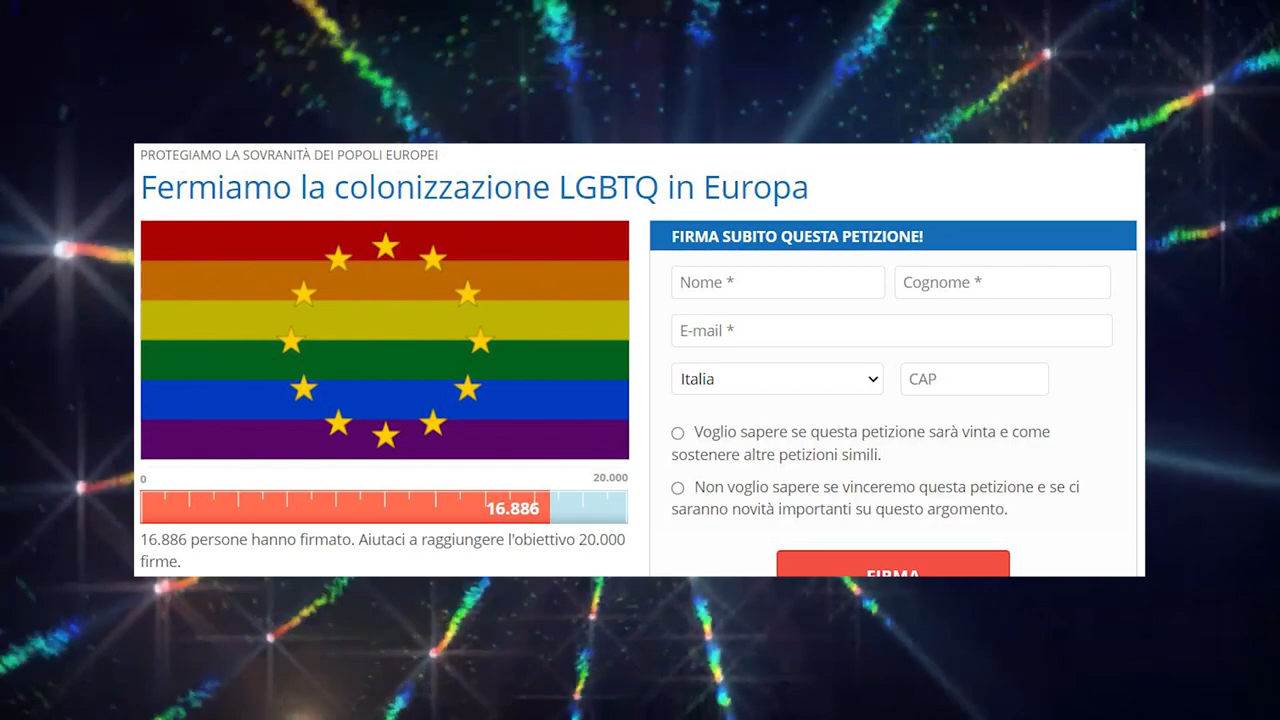 PROTEGIAMO LA SOVRANITÀ DEI POPOLI EUROPEI
Fermiamo la colonizzazione LGBTQ in Europa
0
20.000
16.886
16.886 persone hanno firmato. Aiutaci a raggiungere l'obiettivo 20.000
firme.
FIRMA SUBITO QUESTA PETIZIONE!
Nome *
Cognome *
E-mail *
Italia
CAP
Voglio sapere se questa petizione sarà vinta e come
sostenere altre petizioni simili.
Non voglio sapere se vinceremo questa petizione e se ci
saranno novità importanti su questo argomento.
FIRMA